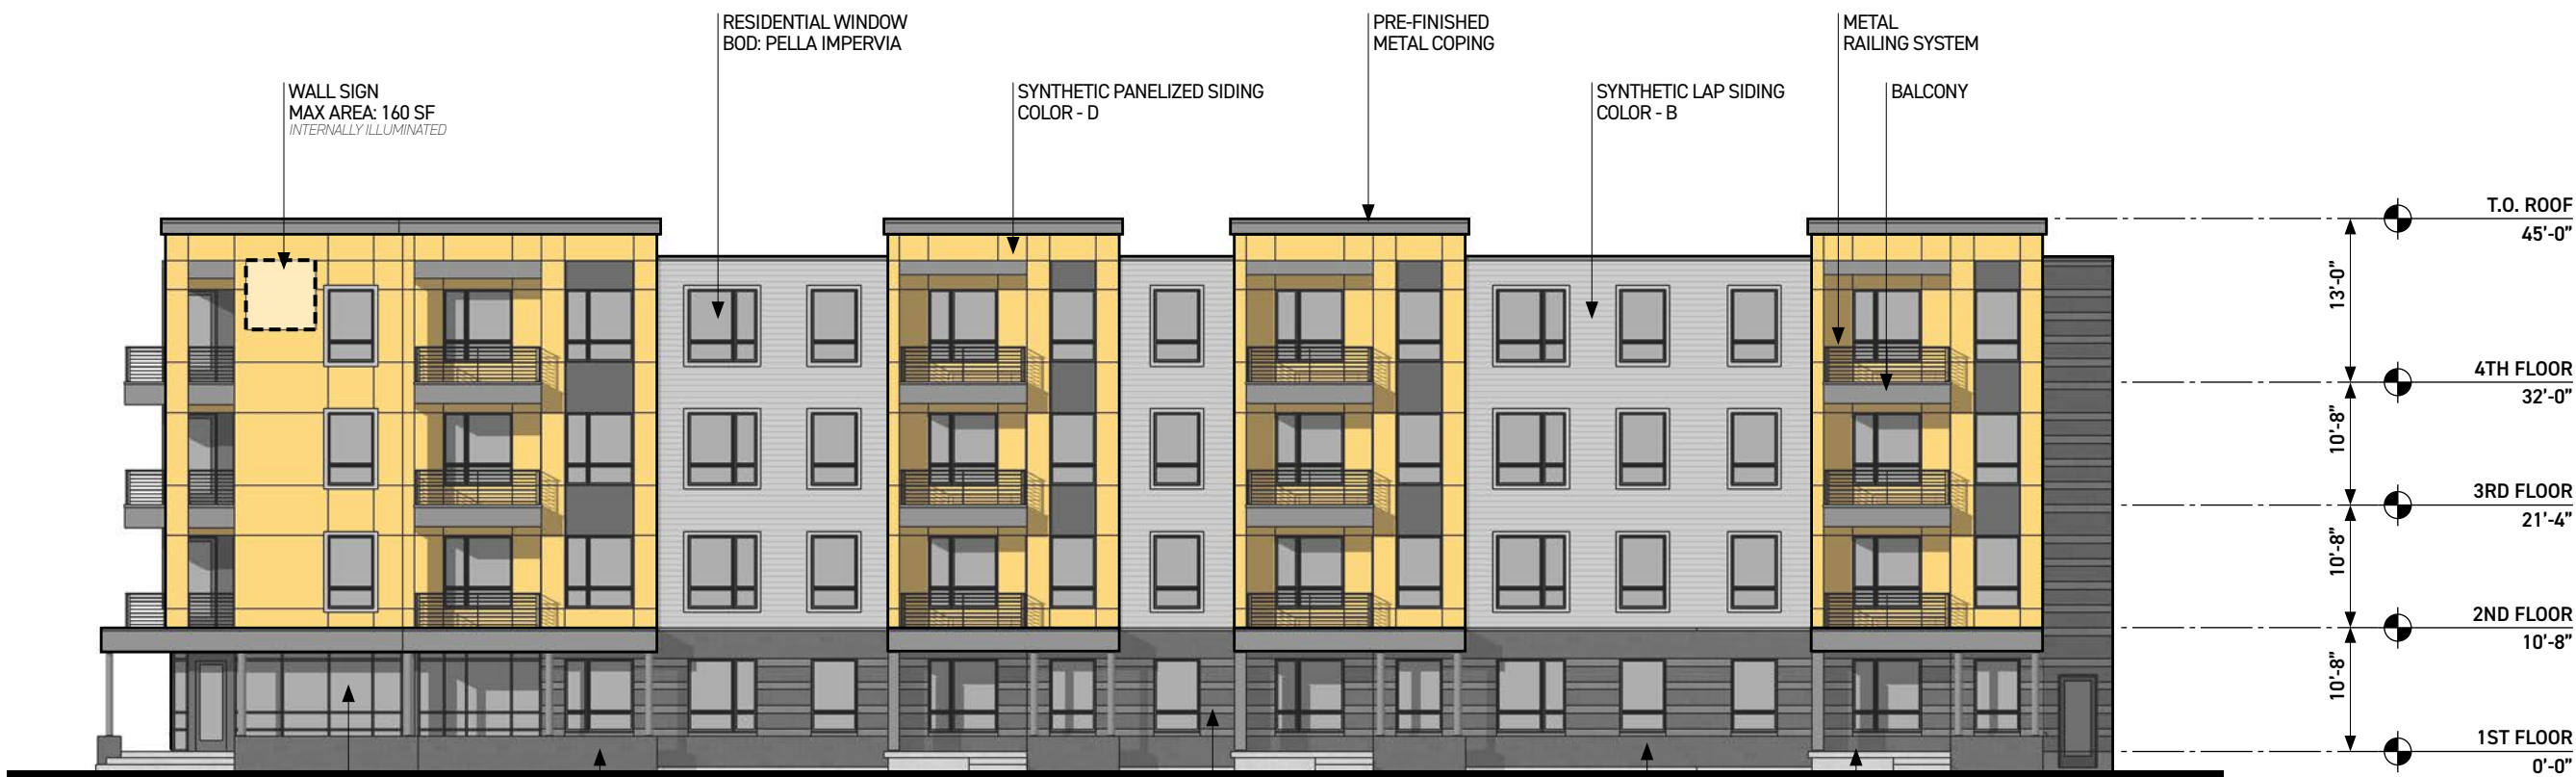 RESIDENTIAL WINDOW
BOD: PELLA IMPERVIA
PRE-FINISHED
METAL COPING
METAL
RAILING SYSTEM
WALL SIGN
MAX AREA: 160 SF
INTERNALLY ILLUMINATED
SYNTHETIC PANELIZED SIDING
COLOR - D
SYNTHETIC LAP SIDING
COLOR - B
BALCONY
T.O. ROOF
45'-0"
13'-0"
4TH FLOOR
32'-0"
10'-8"
3RD FLOOR
21'-4"
10'-8"
2ND FLOOR
10'-8"
10'-8"
1ST FLOOR
0'-0"